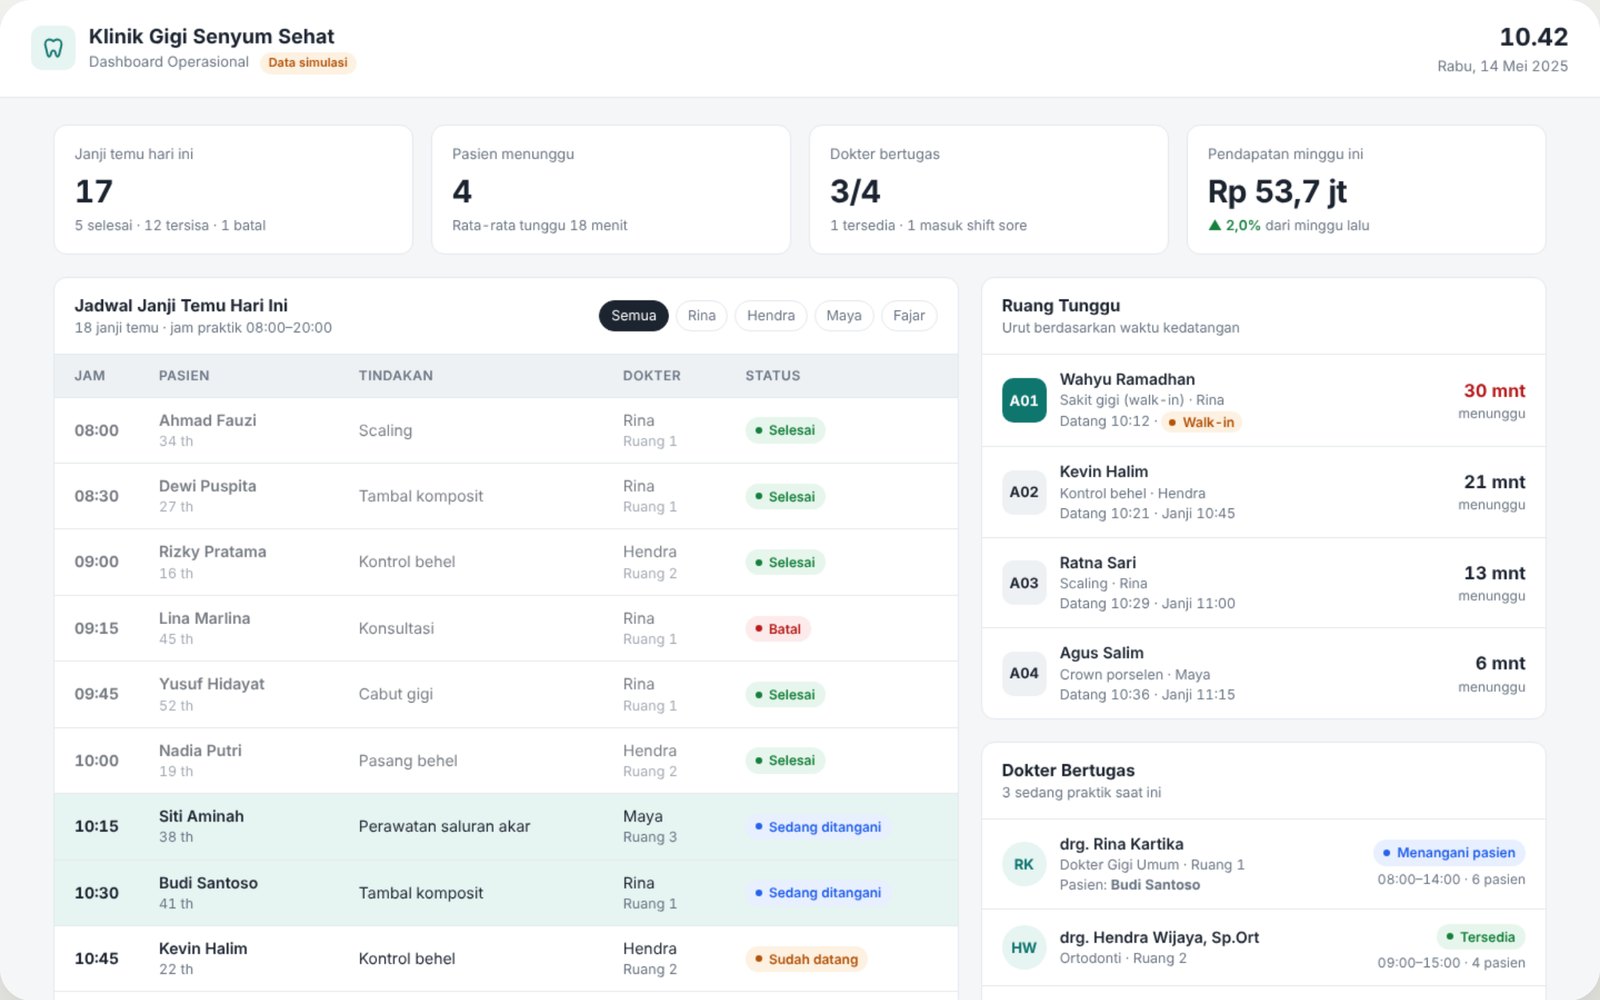 Klinik Gigi Senyum Sehat
Dashboard Operasional Data simulasi
10.42
Rabu, 14 Mei 2025
Janji temu hari ini
17
5 selesai · 12 tersisa · 1 batal
Pasien menunggu
4
Rata-rata tunggu 18 menit
Dokter bertugas
3/4
1 tersedia · 1 masuk shift sore
Pendapatan minggu ini
Rp 53,7 jt
▲ 2,0% dari minggu lalu
Jadwal Janji Temu Hari Ini
18 janji temu · jam praktik 08:00–20:00
Semua Rina Hendra Maya Fajar
JAM PASIEN TINDAKAN DOKTER STATUS
08:00 Ahmad Fauzi 34 th Scaling Rina Ruang 1 Selesai
08:30 Dewi Puspita 27 th Tambal komposit Rina Ruang 1 Selesai
09:00 Rizky Pratama 16 th Kontrol behel Hendra Ruang 2 Selesai
09:15 Lina Marlina 45 th Konsultasi Rina Ruang 1 Batal
09:45 Yusuf Hidayat 52 th Cabut gigi Rina Ruang 1 Selesai
10:00 Nadia Putri 19 th Pasang behel Hendra Ruang 2 Selesai
10:15 Siti Aminah 38 th Perawatan saluran akar Maya Ruang 3 Sedang ditangani
10:30 Budi Santoso 41 th Tambal komposit Rina Ruang 1 Sedang ditangani
10:45 Kevin Halim 22 th Kontrol behel Hendra Ruang 2 Sudah datang
Ruang Tunggu
Urut berdasarkan waktu kedatangan
A01
Wahyu Ramadhan
Sakit gigi (walk-in) · Rina
Datang 10:12 · Walk-in
30 mnt
menunggu
A02
Kevin Halim
Kontrol behel · Hendra
Datang 10:21 · Janji 10:45
21 mnt
menunggu
A03
Ratna Sari
Scaling · Rina
Datang 10:29 · Janji 11:00
13 mnt
menunggu
A04
Agus Salim
Crown porselen · Maya
Datang 10:36 · Janji 11:15
6 mnt
menunggu
Dokter Bertugas
3 sedang praktik saat ini
RK
drg. Rina Kartika
Dokter Gigi Umum · Ruang 1
Pasien: Budi Santoso
Menangani pasien
08:00–14:00 · 6 pasien
HW
drg. Hendra Wijaya, Sp.Ort
Ortodonti · Ruang 2
Tersedia
09:00–15:00 · 4 pasien